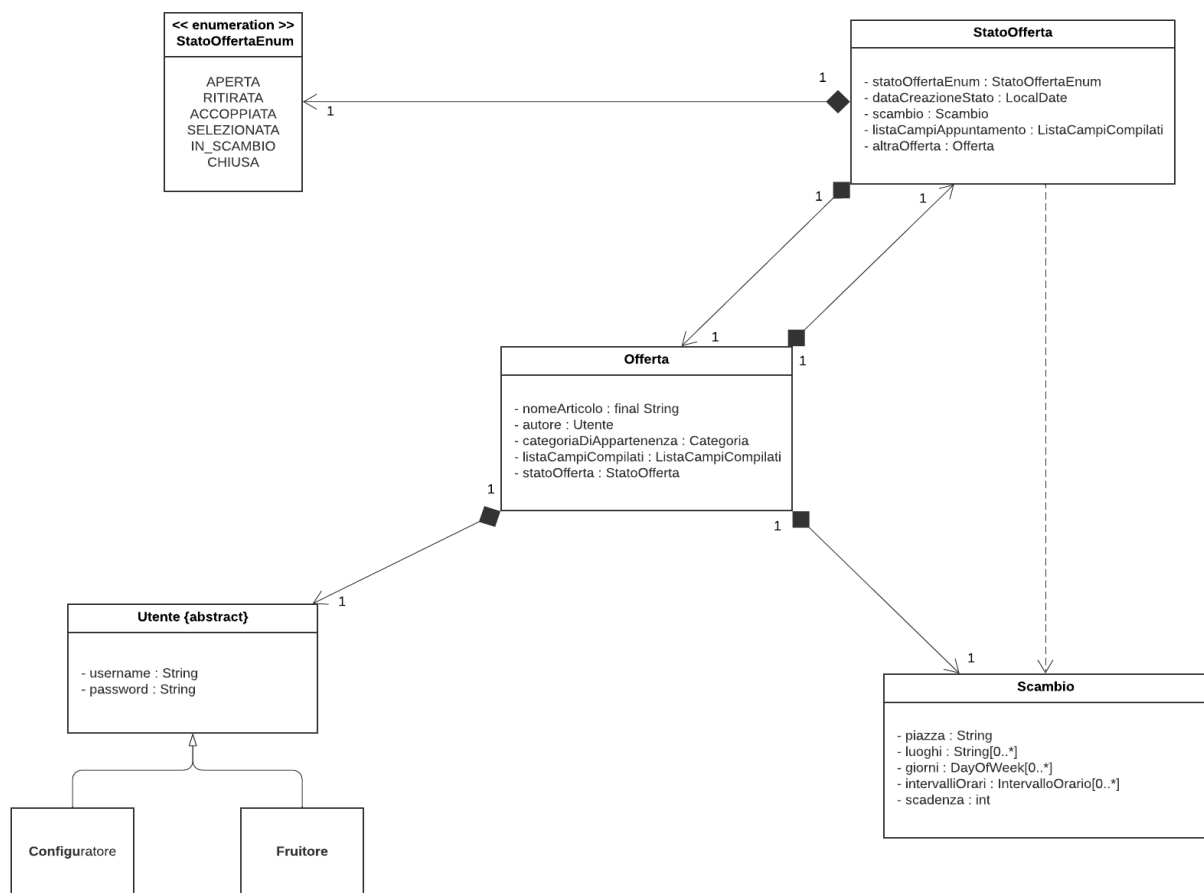 << enumeration >>
StatoOffertaEnum
APERTA
RITIRATA
ACCOPPIATA
SELEZIONATA
IN_SCAMBIO
CHIUSA
StatoOfferta
- statoOffertaEnum : StatoOffertaEnum
- dataCreazioneStato : LocalDate
- scambio : Scambio
- listaCampiAppuntamento : ListaCampiCompilati
- altraOfferta : Offerta
1
1
1
1
1
1
Offerta
- nomeArticolo : final String
- autore : Utente
- categoriaDiAppartenenza : Categoria
- listaCampiCompilati : ListaCampiCompilati
- statoOfferta : StatoOfferta
1
1
1
1
Utente {abstract}
- username : String
- password : String
Scambio
- piazza : String
- luoghi : String[0..*]
- giorni : DayOfWeek[0..*]
- intervalliOrari : IntervalloOrario[0..*]
- scadenza : int
Configuratore
Fruitore